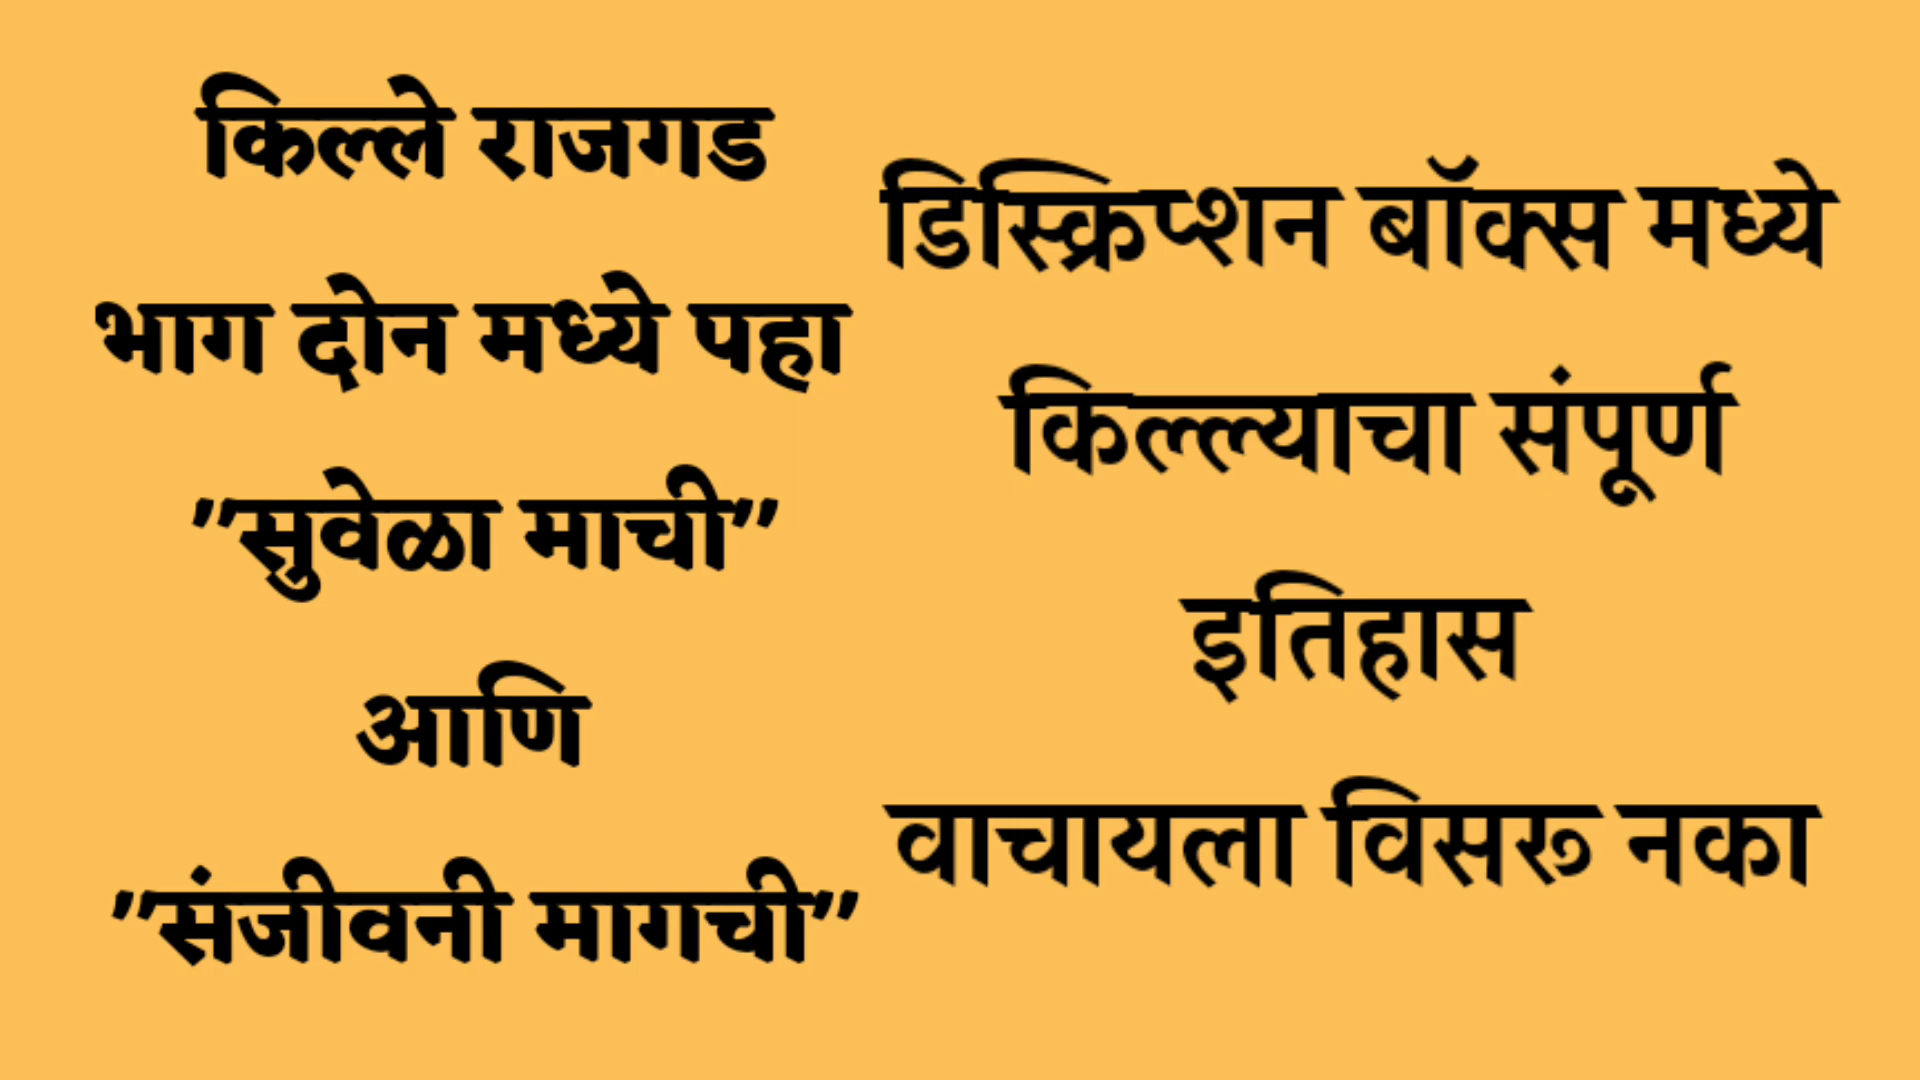 किल्ले राजगड
भाग दोन मध्ये पहा
"सुवेळा माची"
आणि
"संजीवनी मागची"
डिस्क्रिप्शन बॉक्स मध्ये
किल्ल्याचा संपूर्ण
इतिहास
वाचायला विसरू नका